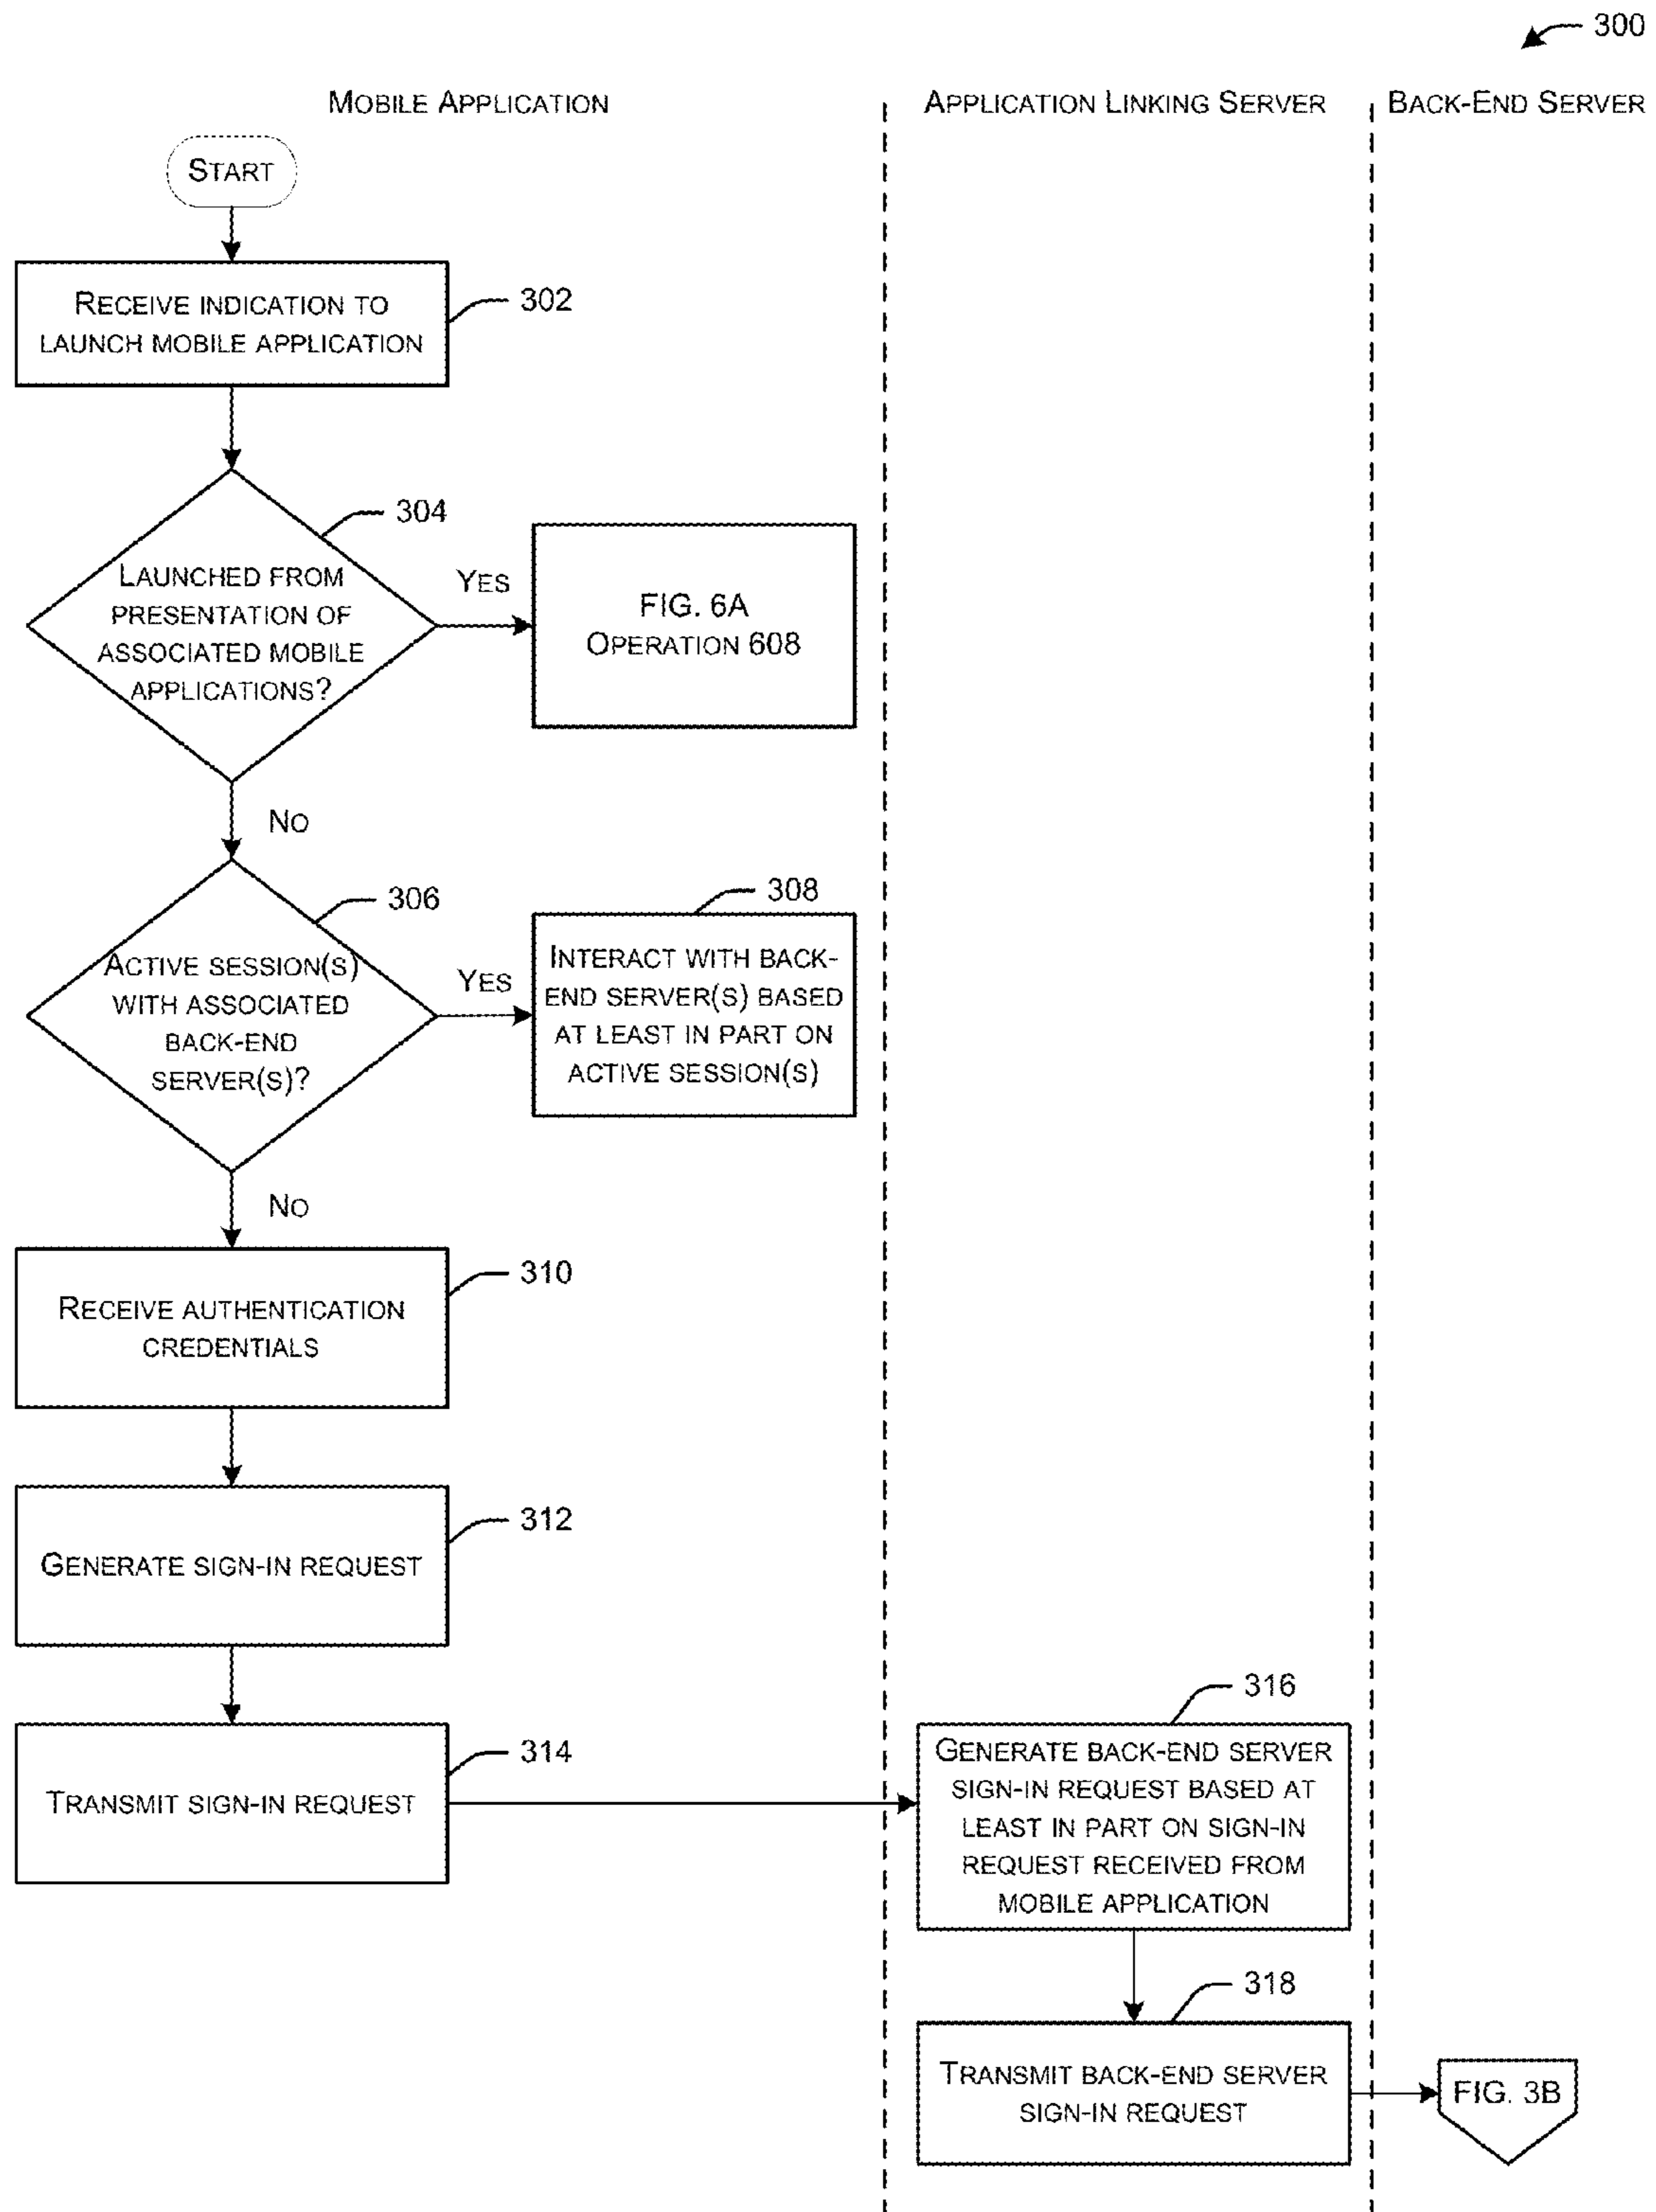 300
MOBILE APPLICATION
APPLICATION LINKING SERVER
BACK-END SERVER
START
RECEIVE INDICATION TO
LAUNCH MOBILE APPLICATION
302
304
LAUNCHED FROM
PRESENTATION OF
ASSOCIATED MOBILE
APPLICATIONS?
YES
FIG. 6A
OPERATION 608
NO
306
ACTIVE SESSION(S)
WITH ASSOCIATED
BACK-END
SERVER(S)?
YES
308
INTERACT WITH BACK-
END SERVER(S) BASED
AT LEAST IN PART ON
ACTIVE SESSION(S)
NO
310
RECEIVE AUTHENTICATION
CREDENTIALS
312
GENERATE SIGN-IN REQUEST
314
TRANSMIT SIGN-IN REQUEST
316
GENERATE BACK-END SERVER
SIGN-IN REQUEST BASED AT
LEAST IN PART ON SIGN-IN
REQUEST RECEIVED FROM
MOBILE APPLICATION
318
TRANSMIT BACK-END SERVER
SIGN-IN REQUEST
FIG. 3B